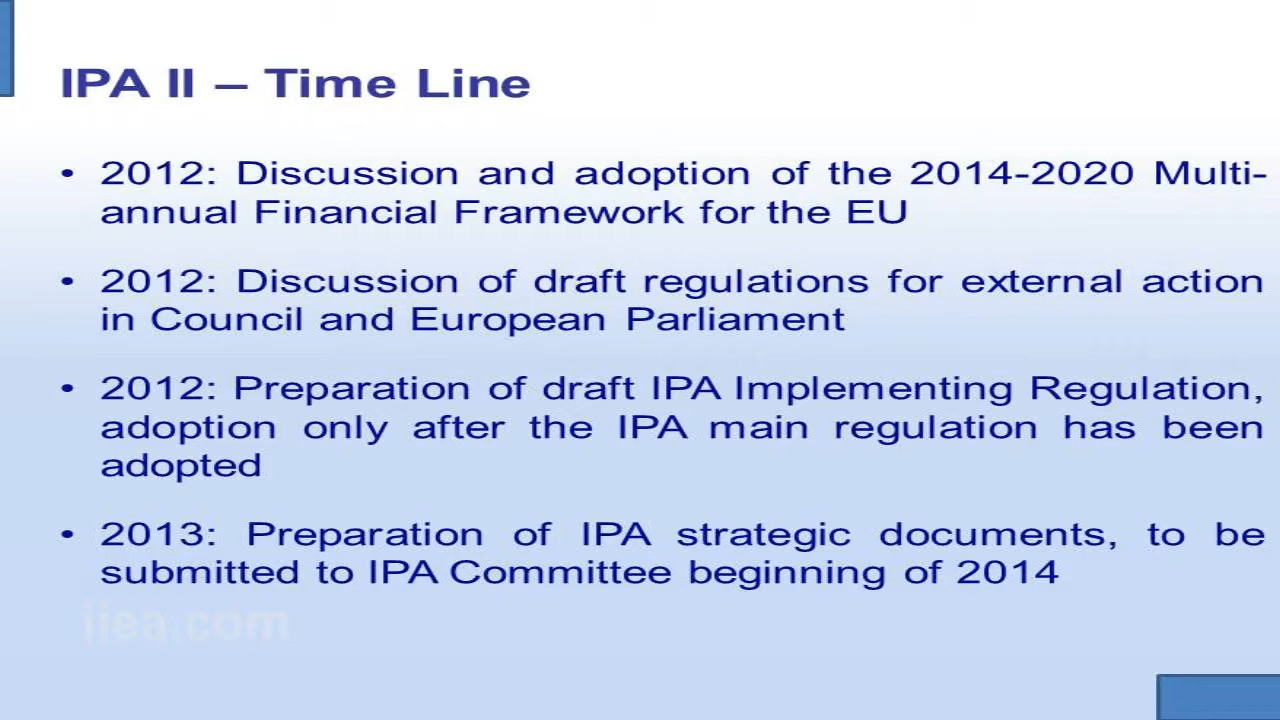 IPA II – Time Line
• 2012: Discussion and adoption of the 2014-2020 Multi-
annual Financial Framework for the EU
• 2012: Discussion of draft regulations for external action
in Council and European Parliament
• 2012: Preparation of draft IPA Implementing Regulation,
adoption only after the IPA main regulation has been
adopted
• 2013: Preparation of IPA strategic documents, to be
submitted to IPA Committee beginning of 2014
iiea.com